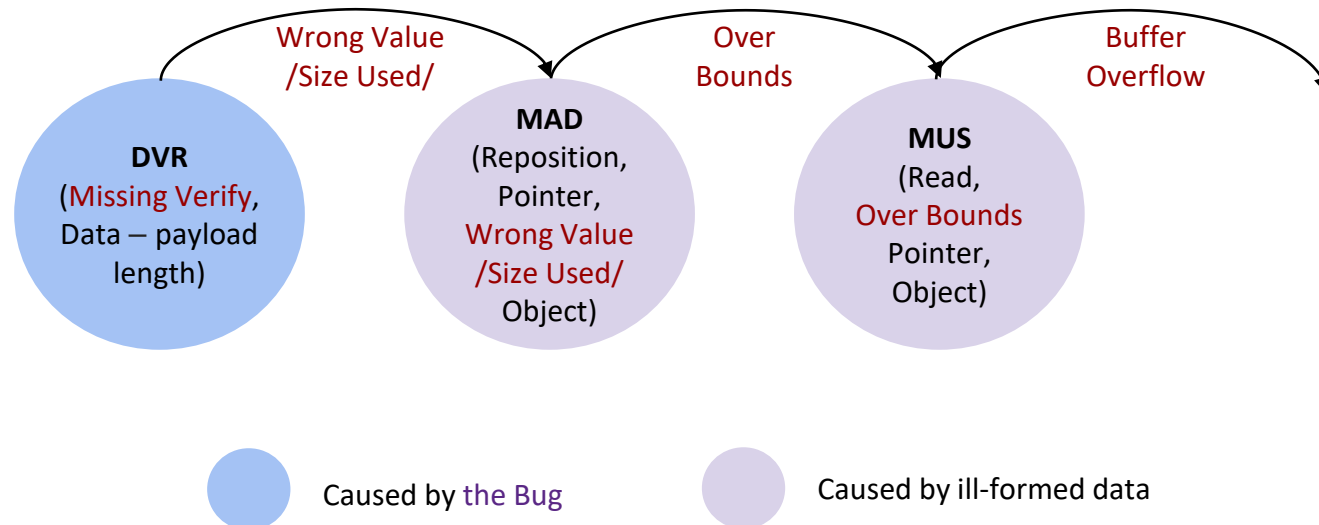 Wrong Value
/Size Used/
Over
Bounds
Buffer
Overflow
DVR
(Missing Verify,
Data – payload
length)
MAD
(Reposition,
Pointer,
Wrong Value
/Size Used/
Object)
MUS
(Read,
Over Bounds
Pointer,
Object)
Caused by the Bug
Caused by ill-formed data